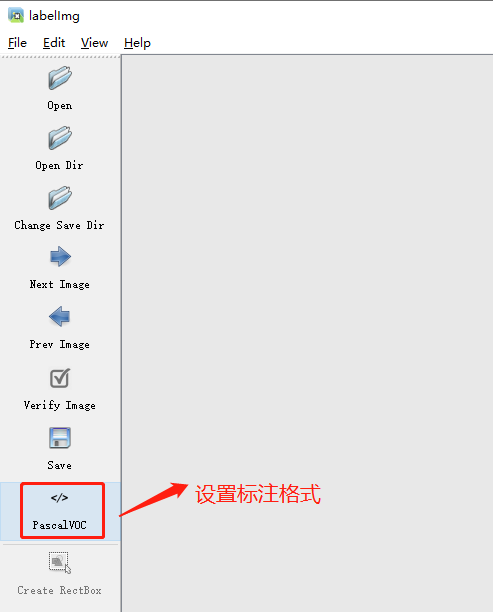 labelImg
File Edit View Help
Open
Open Dir
Change Save Dir
Next Image
Prev Image
Verify Image
Save
</>
PascalVOC
设置标注格式
Create RectBox